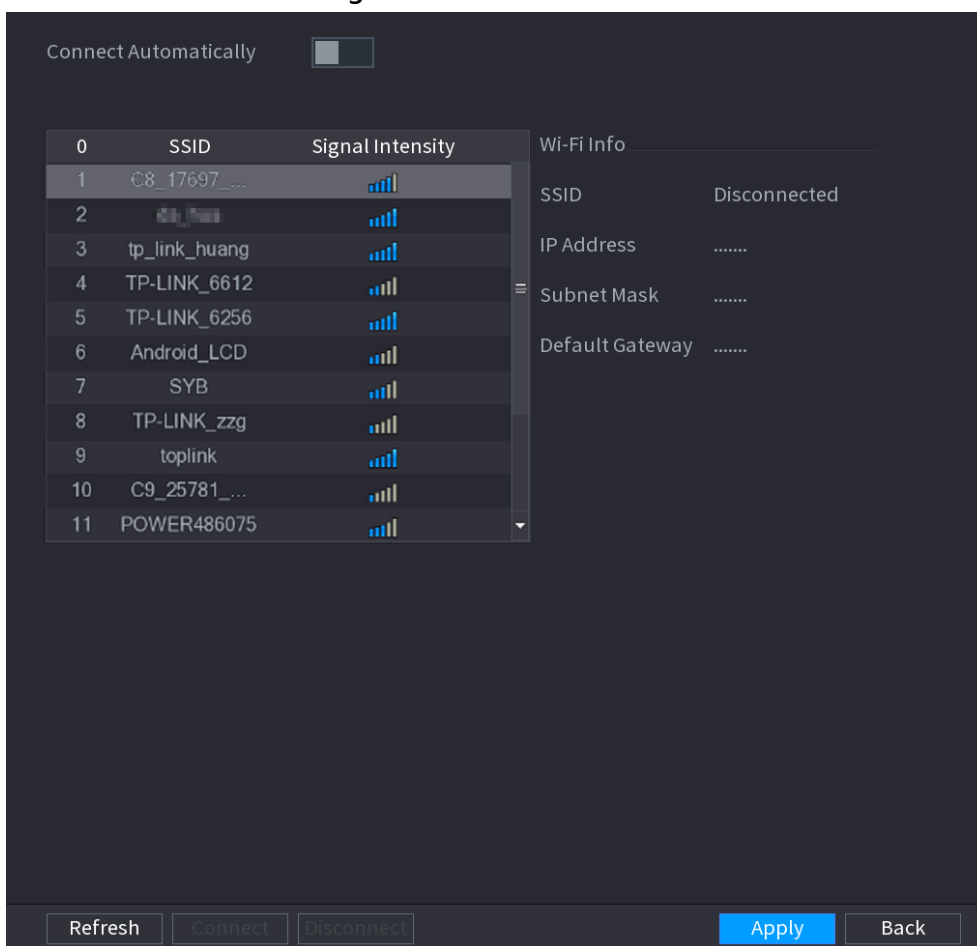 Connect Automatically
0 SSID Signal Intensity
1 C8_17697_...
2
3 tp_link_huang
4 TP-LINK_6612
5 TP-LINK_6256
6 Android_LCD
7 SYB
8 TP-LINK_zzg
9 toplink
10 C9_25781_...
11 POWER486075
Wi-Fi Info
SSID Disconnected
IP Address .......
Subnet Mask .......
Default Gateway .......
Refresh Connect Disconnect Apply Back